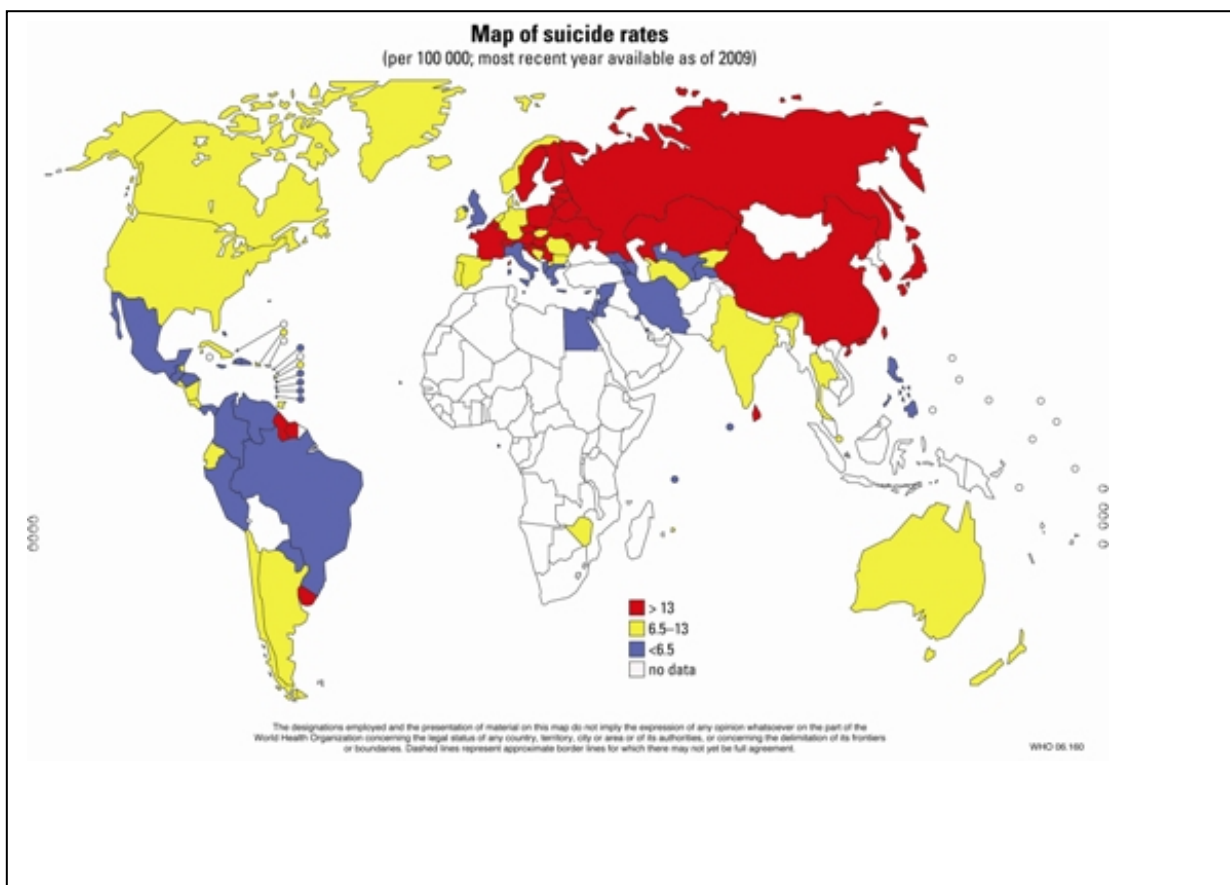 Map of suicide rates
(per 100 000; most recent year available as of 2009)
> 13
6.5–13
<6.5
no data
The designations employed and the presentation of material on this map do not imply the expression of any opinion whatsoever on the part of the
World Health Organization concerning the legal status of any country, territory, city or area or of its authorities, or concerning the delimitation of its frontiers
or boundaries. Dashed lines represent approximate border lines for which there may not yet be full agreement.
WHO 06.160